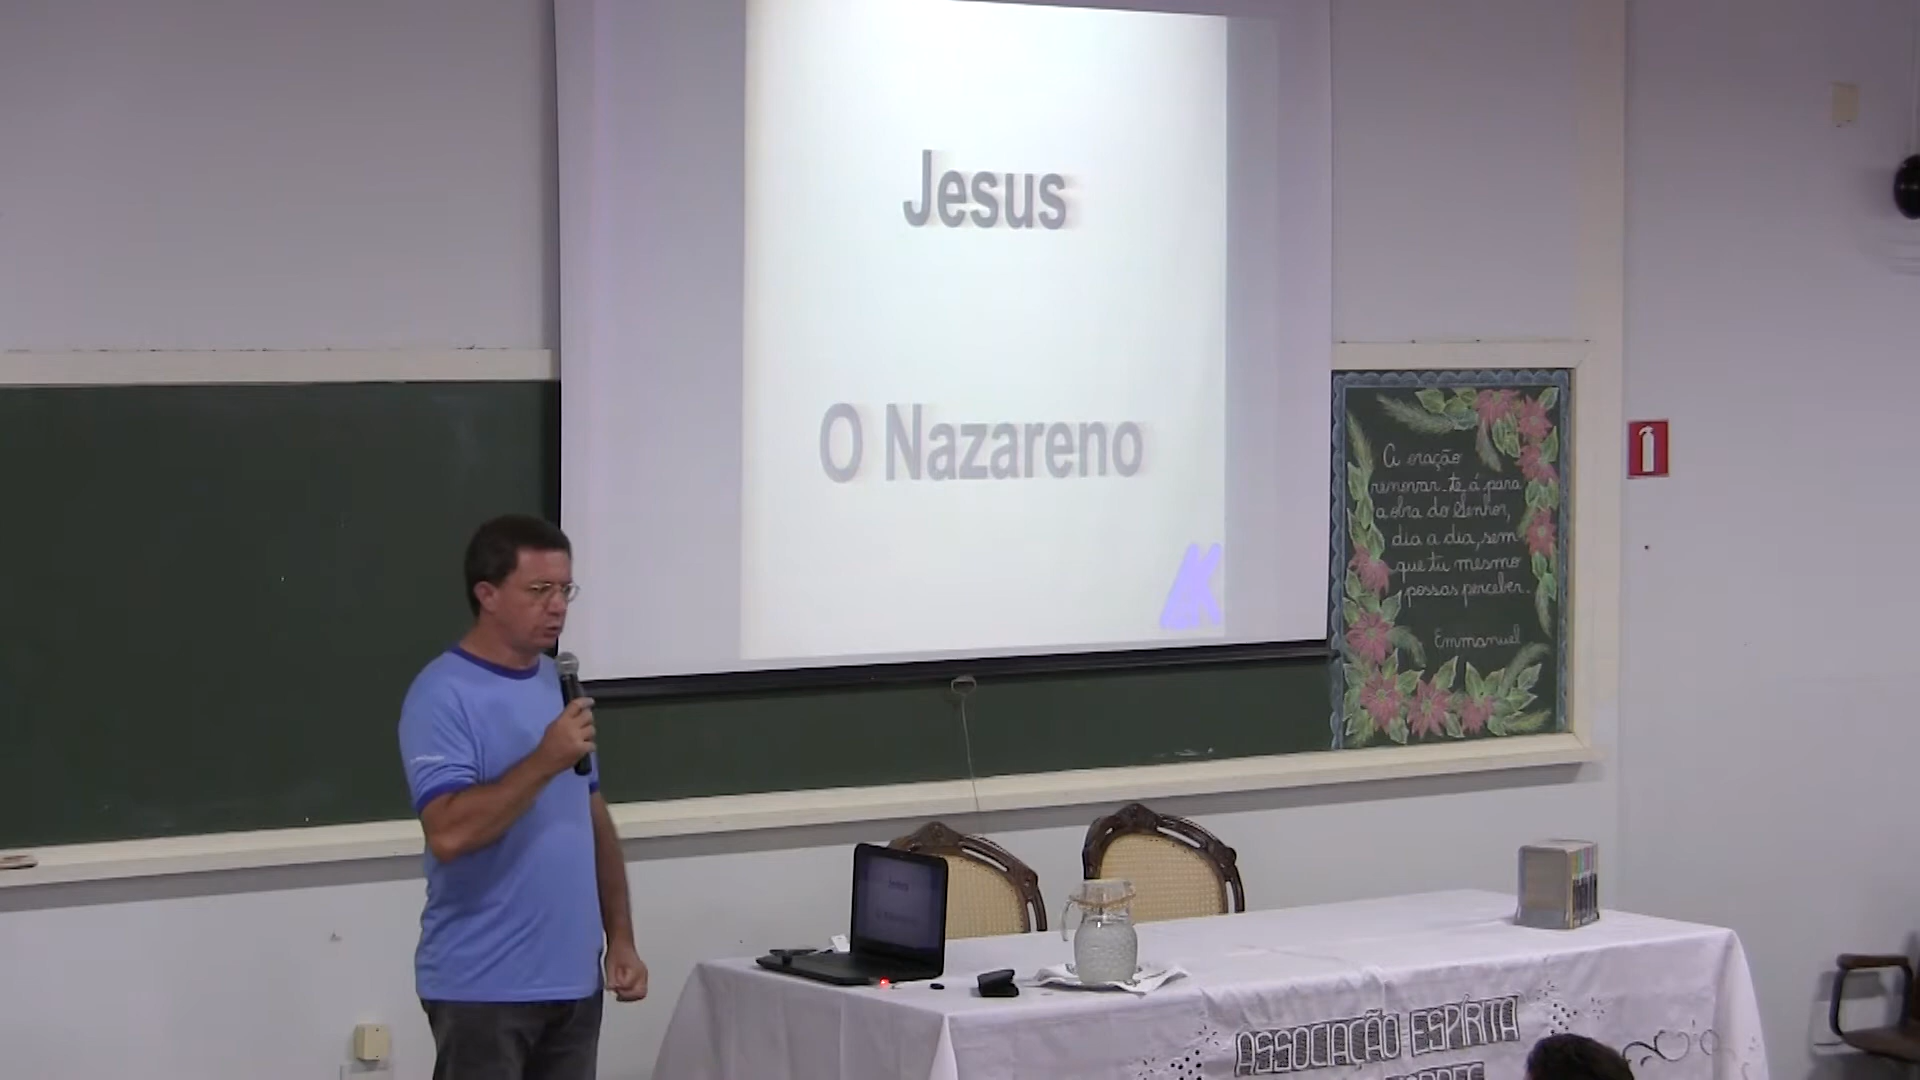 Jesus
O Nazareno
A oração
renovar-te-á para
a obra do Senhor,
dia a dia, sem
que tu mesmo
possas perceber.
Emmanuel
Jesus
ASSOCIAÇÃO ESPÍRITA